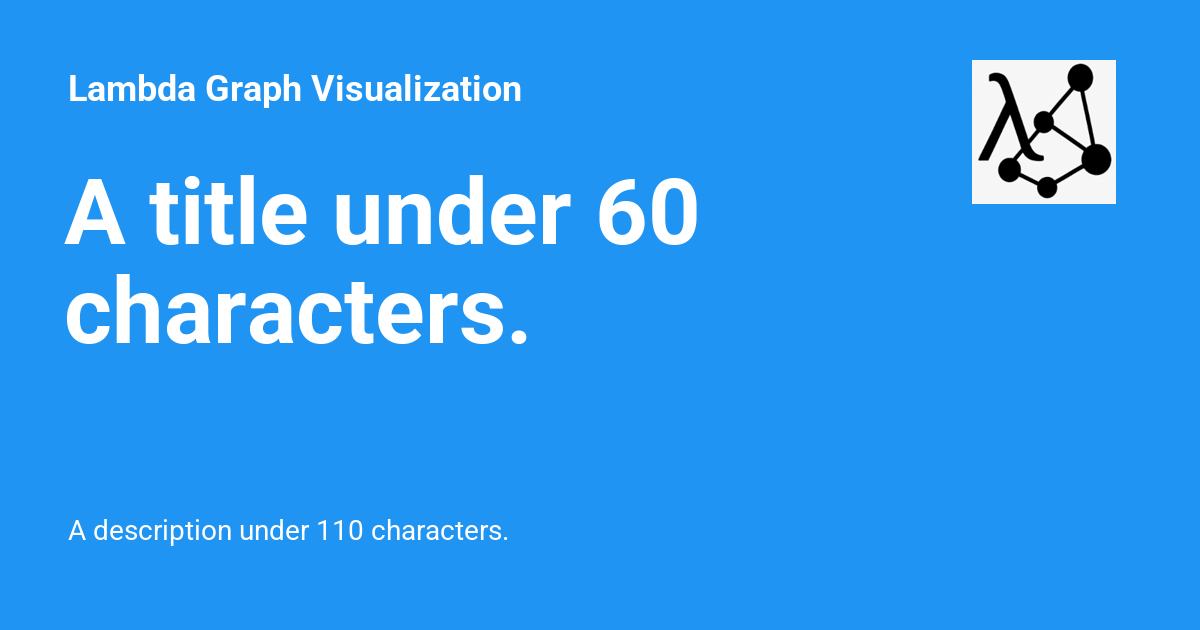 Lambda Graph Visualization
λ
A title under 60
characters.
A description under 110 characters.